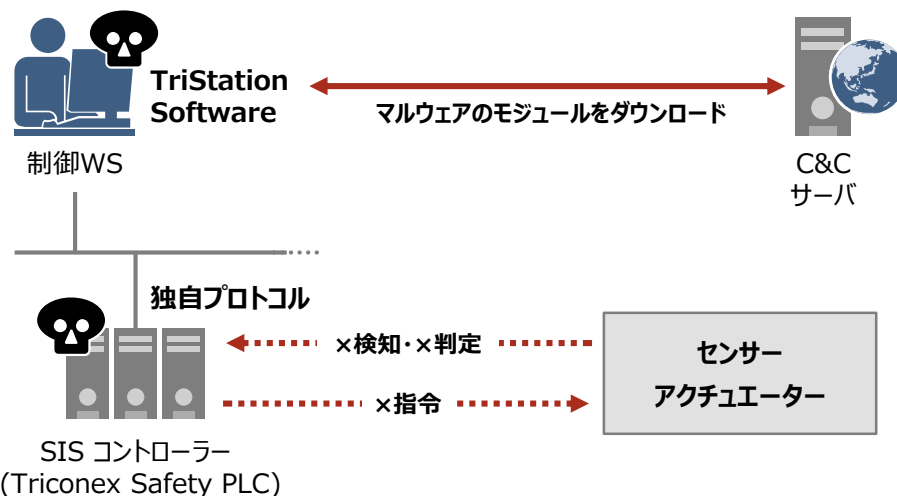 TriStation
Software
マルウェアのモジュールをダウンロード
制御WS
C&C
サーバ
独自プロトコル
×検知・×判定
×指令
センサー
アクチュエーター
SIS コントローラー
(Triconex Safety PLC)